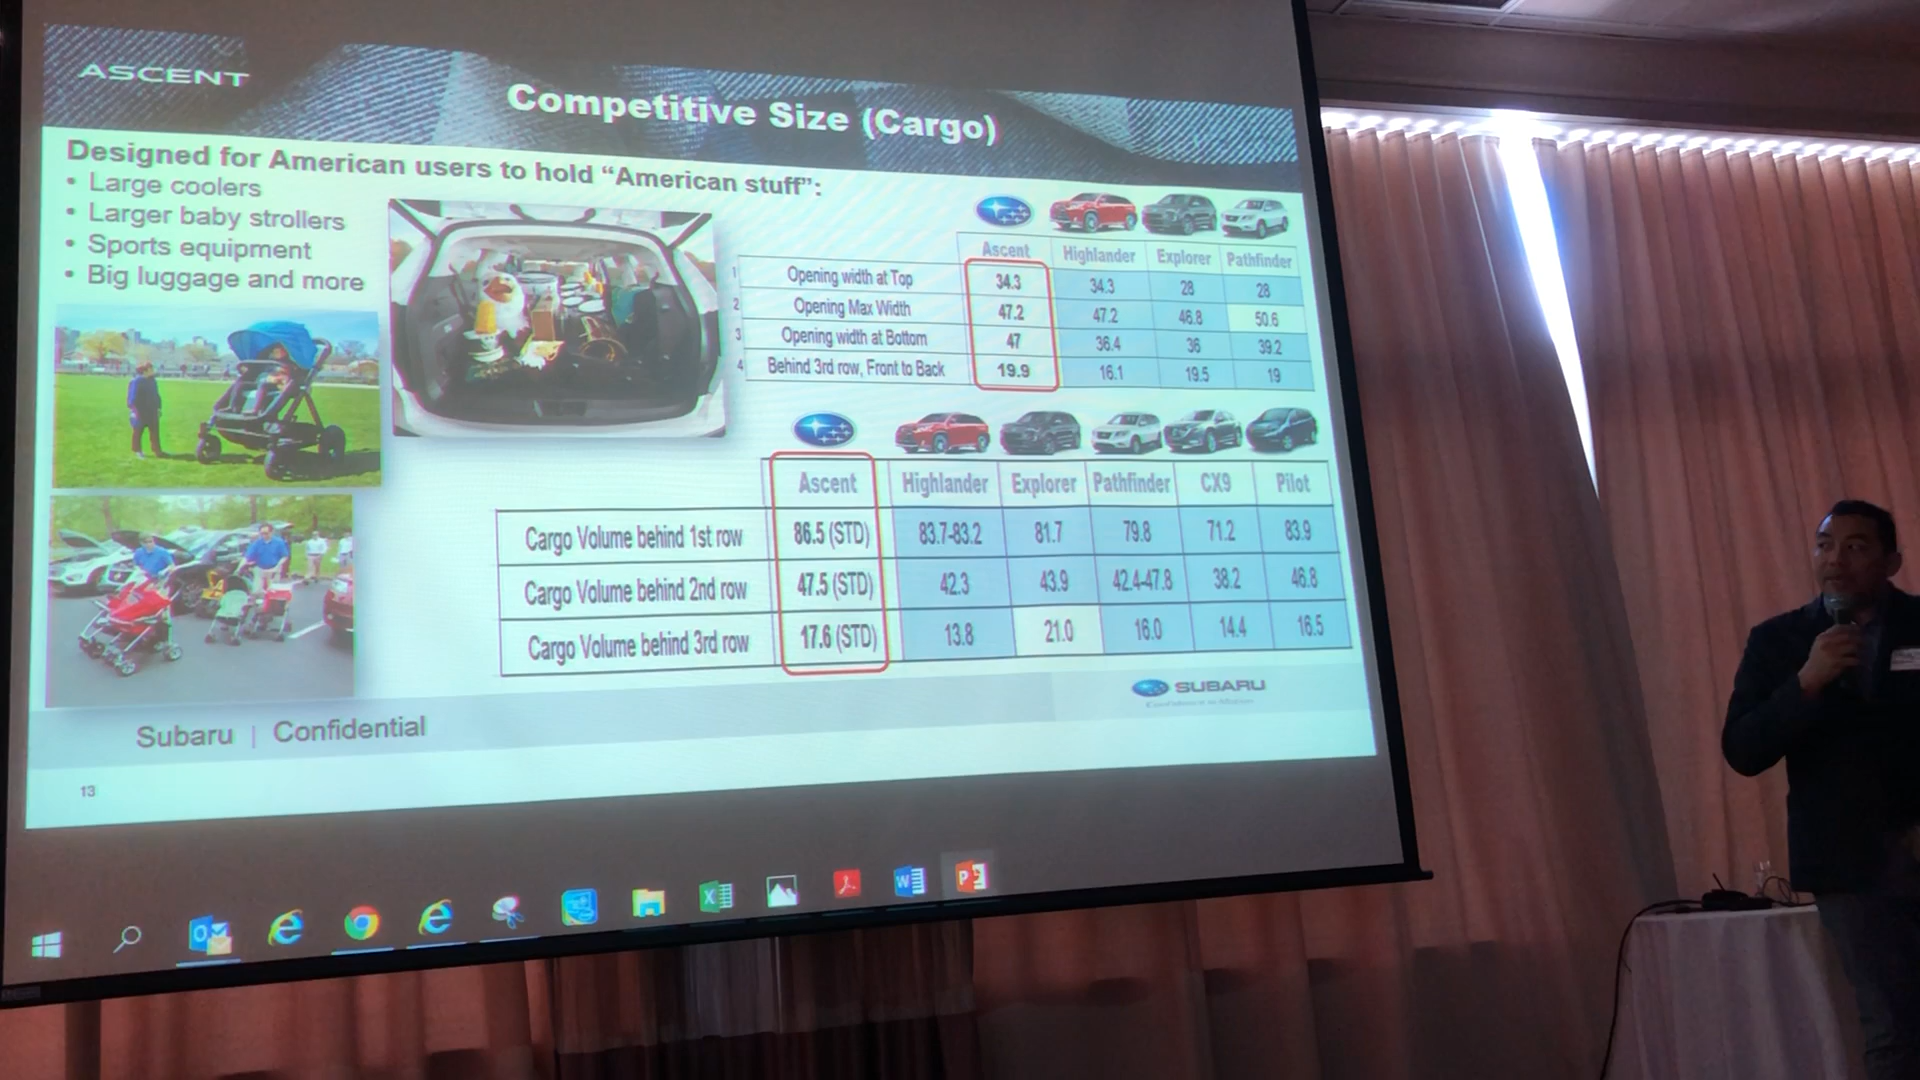 ASCENT
Competitive Size (Cargo)
Designed for American users to hold “American stuff”:
• Large coolers
• Larger baby strollers
• Sports equipment
• Big luggage and more
Ascent Highlander Explorer Pathfinder
1 Opening width at Top 34.3 34.3 28 28
2 Opening Max Width 47.2 47.2 46.8 50.6
3 Opening width at Bottom 47 36.4 36 39.2
4 Behind 3rd row, Front to Back 19.9 16.1 19.5 19
Ascent Highlander Explorer Pathfinder CX9 Pilot
Cargo Volume behind 1st row 86.5 (STD) 83.7-83.2 81.7 79.8 71.2 83.9
Cargo Volume behind 2nd row 47.5 (STD) 42.3 43.9 42.4-47.8 38.2 46.8
Cargo Volume behind 3rd row 17.6 (STD) 13.8 21.0 16.0 14.4 16.5
SUBARU
Confidence in Motion
Subaru | Confidential
13